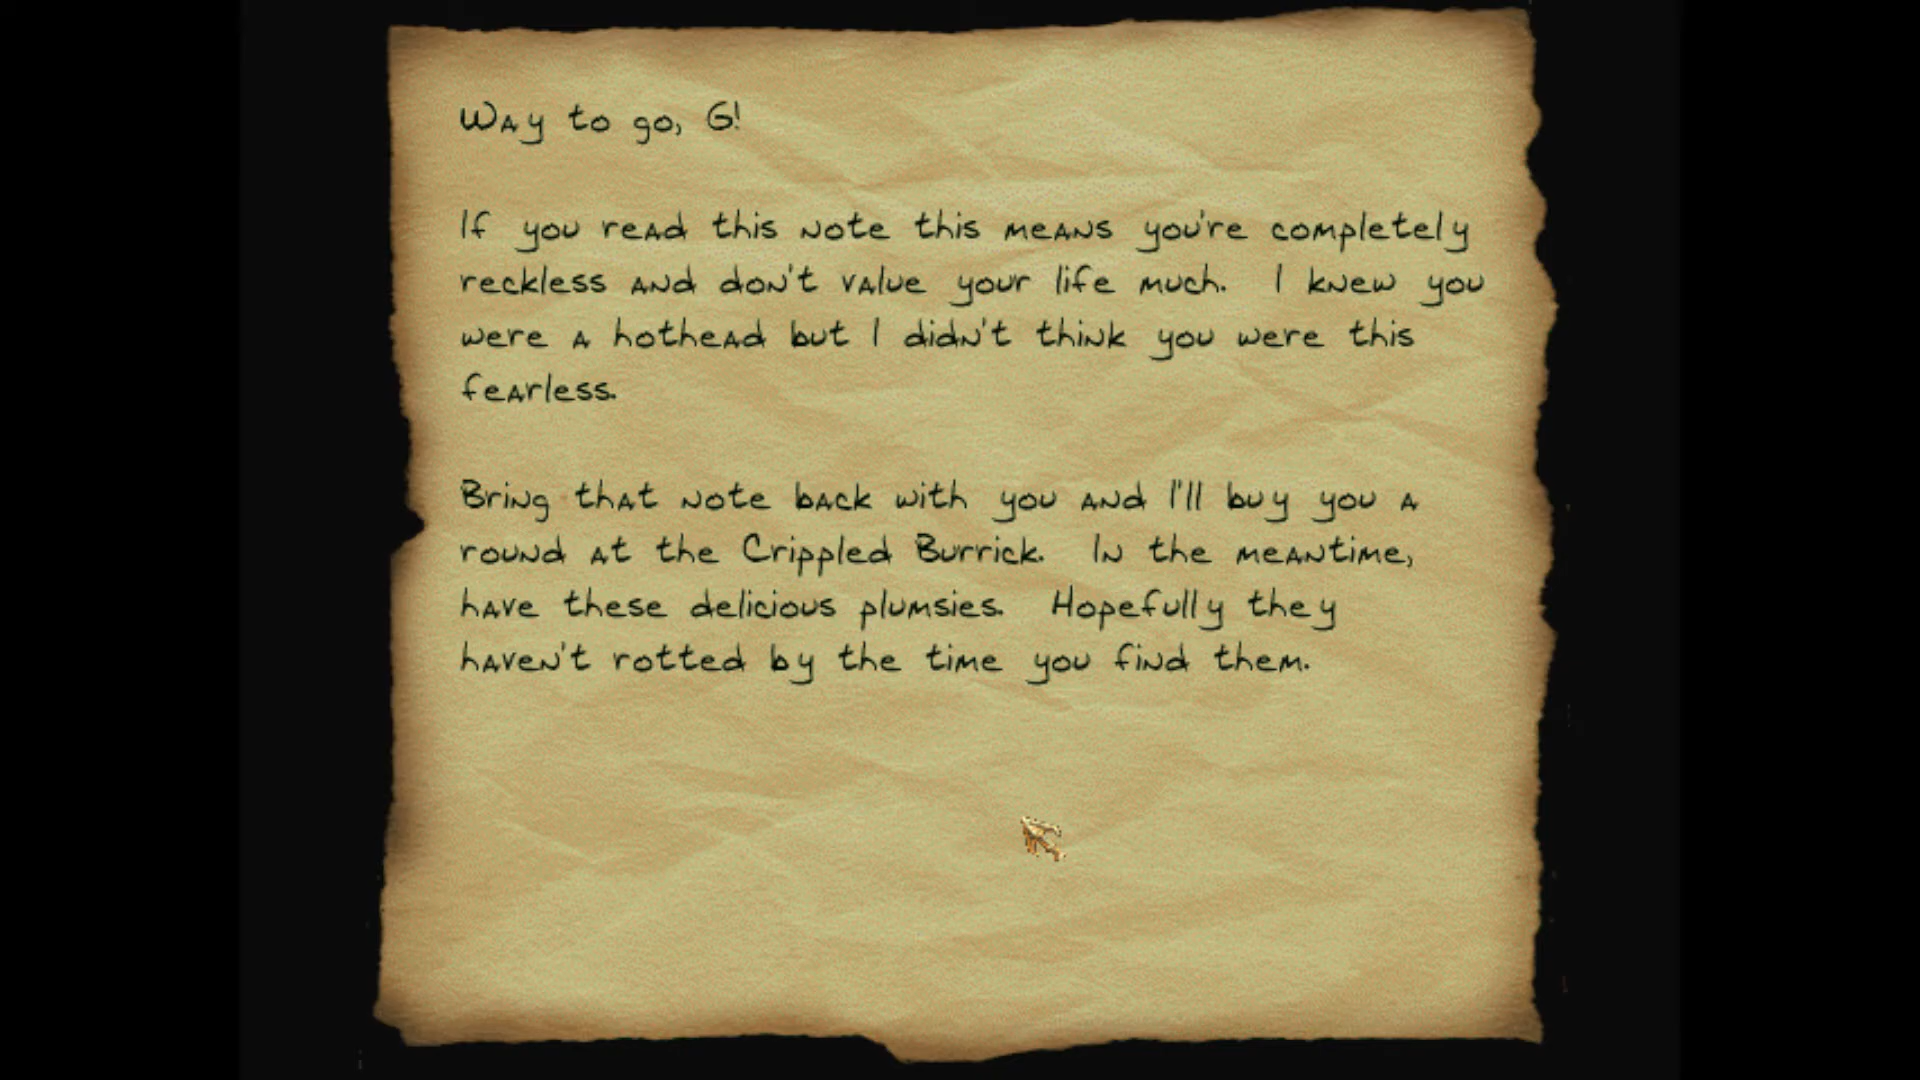 Way to go, G!
If you read this note this means you're completely
reckless and don't value your life much. I knew you
were a hothead but I didn't think you were this
fearless.
Bring that note back with you and I'll buy you a
round at the Crippled Burrick. In the meantime,
have these delicious plumsies. Hopefully they
haven't rotted by the time you find them.